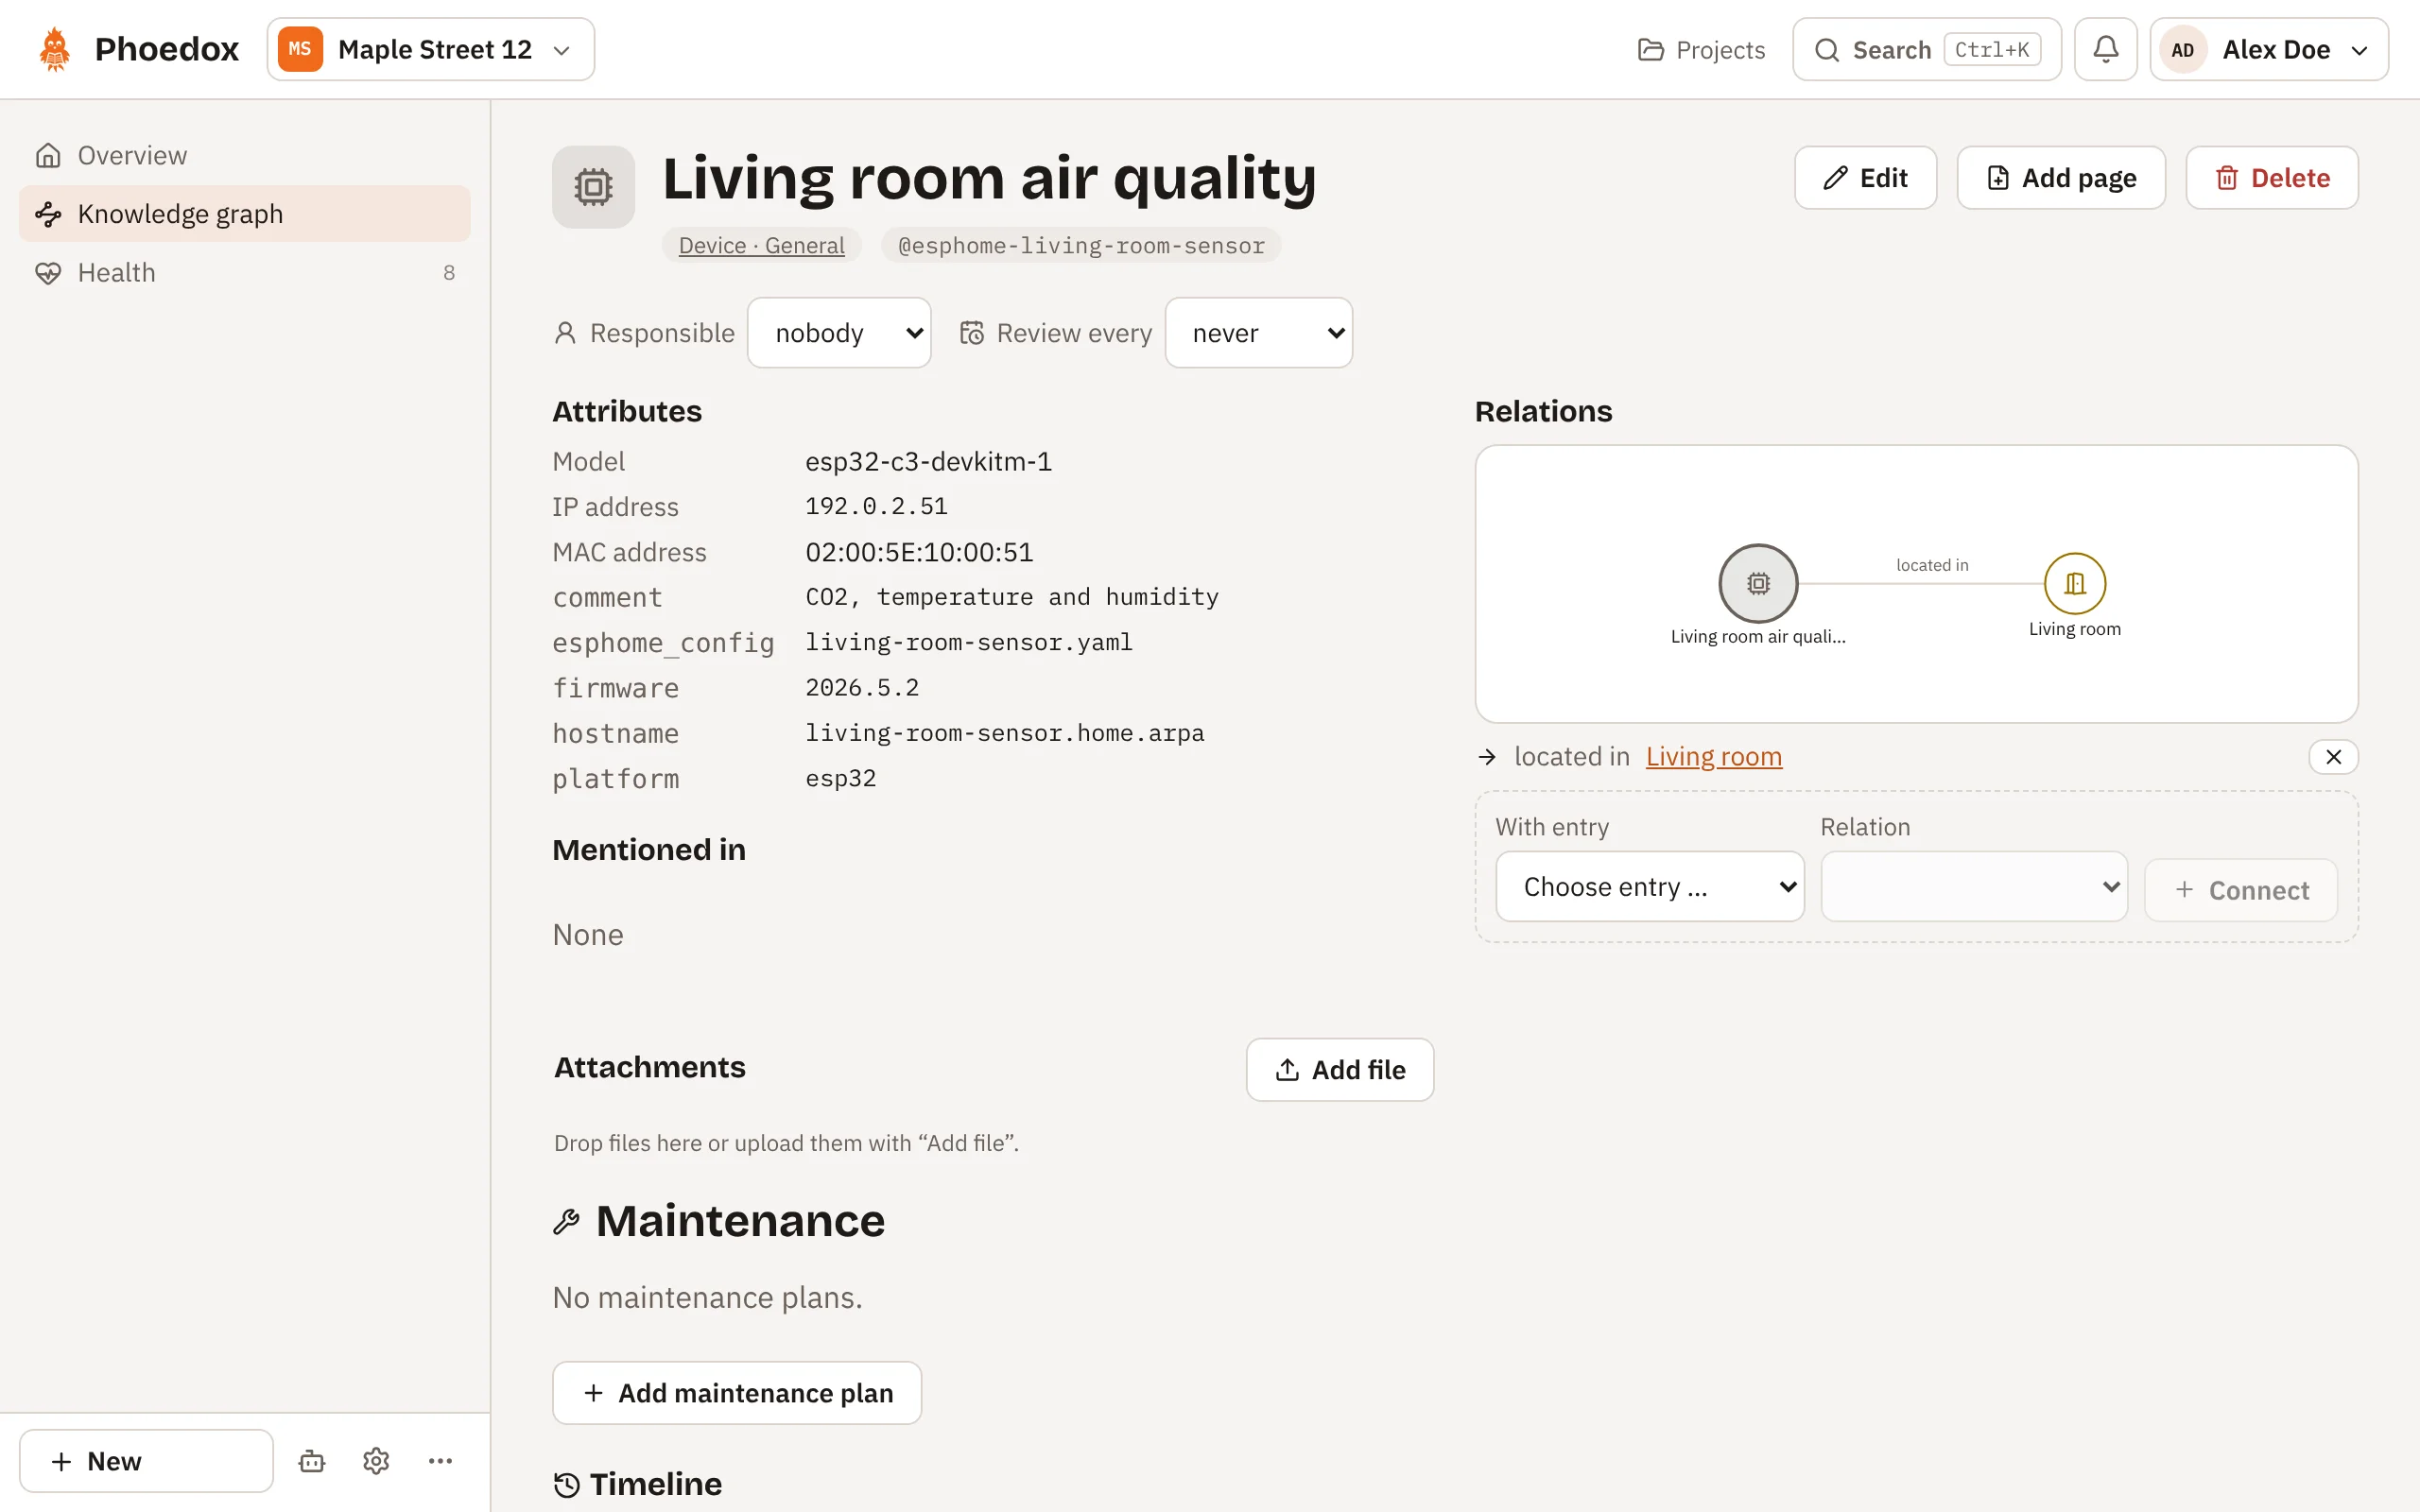 Phoedox
MS Maple Street 12
Projects
Search Ctrl+K
AD Alex Doe
Overview
Knowledge graph
Health 8
Living room air quality
Edit
Add page
Delete
Device · General @esphome-living-room-sensor
Responsible nobody Review every never
Attributes
Model esp32-c3-devkitm-1
IP address 192.0.2.51
MAC address 02:00:5E:10:00:51
comment CO2, temperature and humidity
esphome_config living-room-sensor.yaml
firmware 2026.5.2
hostname living-room-sensor.home.arpa
platform esp32
Mentioned in
None
Relations
located in
Living room air quali...
Living room
located in Living room
With entry Relation
Choose entry ...
+ Connect
Attachments
Add file
Drop files here or upload them with “Add file”.
Maintenance
No maintenance plans.
+ Add maintenance plan
Timeline
+ New